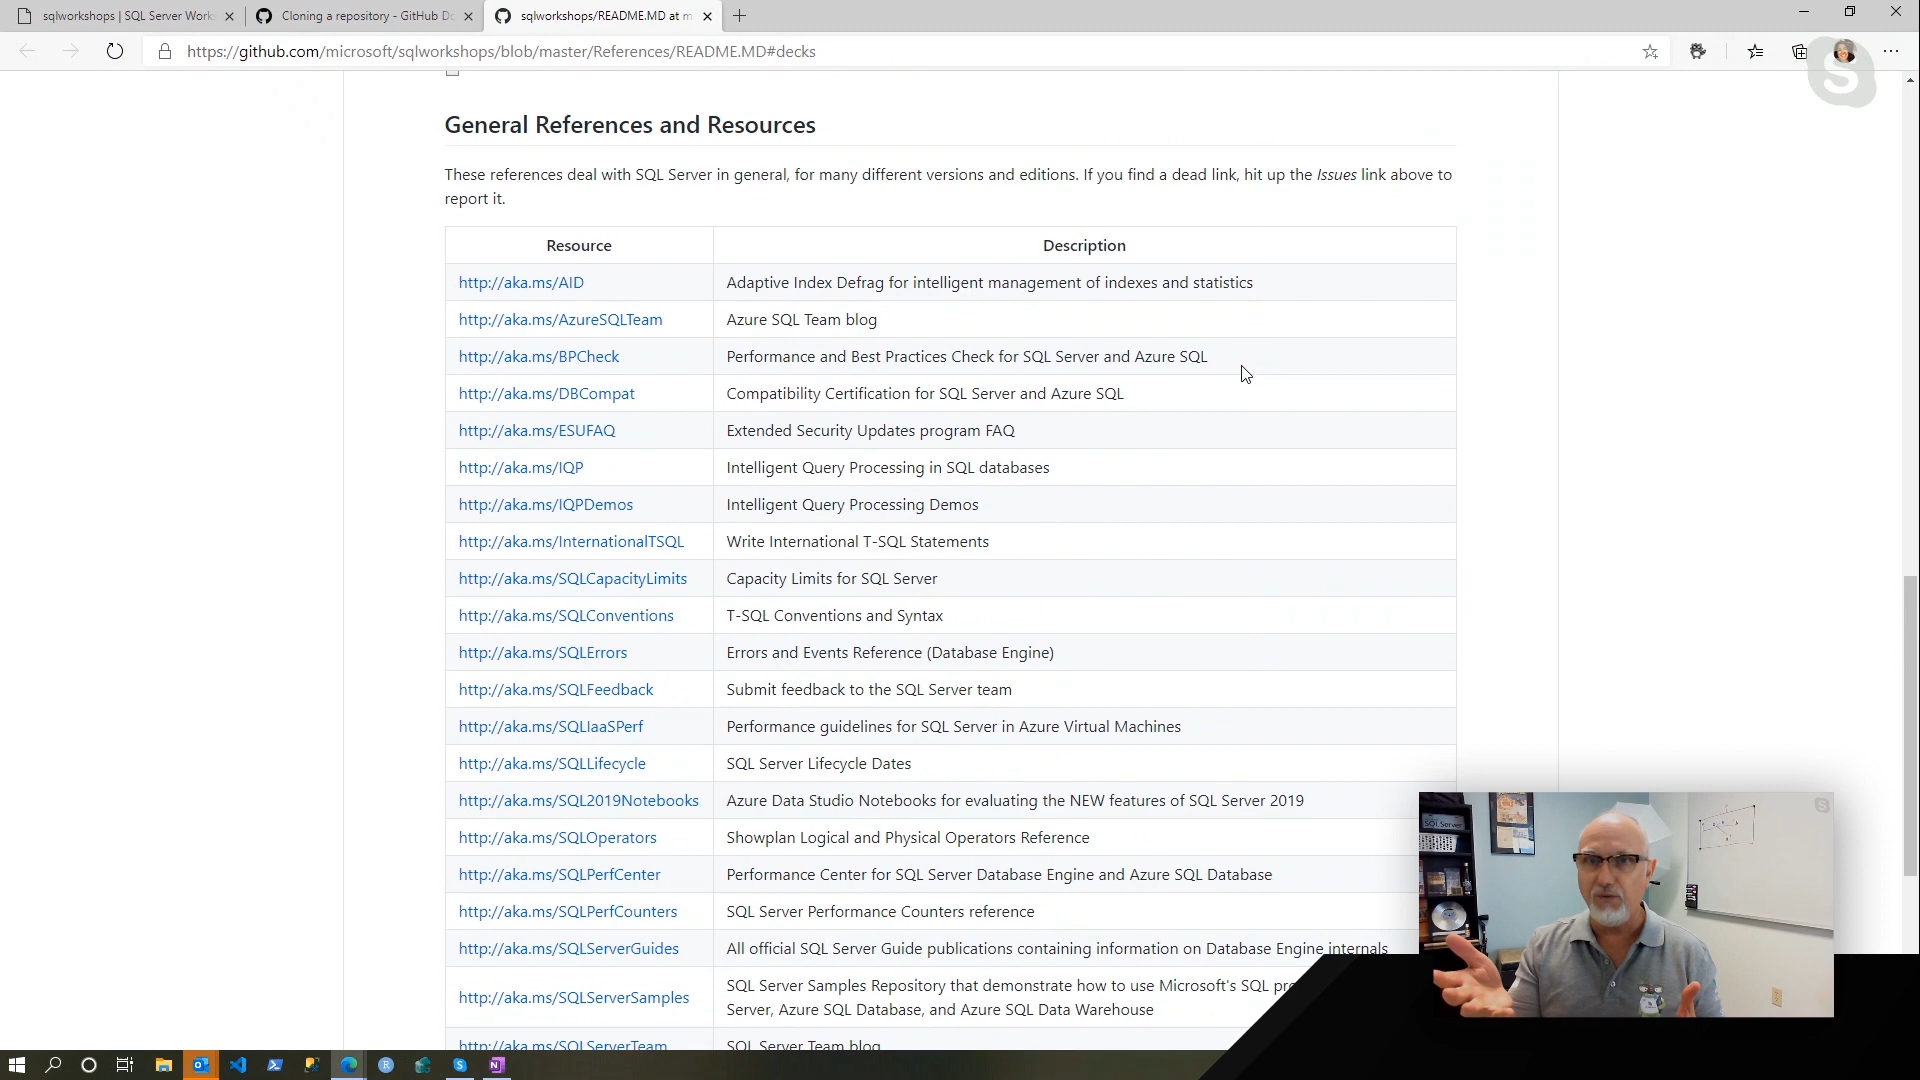 sqlworkshops | SQL Server Work
Cloning a repository - GitHub Do
sqlworkshops/README.MD at m
https://github.com/microsoft/sqlworkshops/blob/master/References/README.MD#decks
General References and Resources
These references deal with SQL Server in general, for many different versions and editions. If you find a dead link, hit up the Issues link above to
report it.
Resource Description
http://aka.ms/AID Adaptive Index Defrag for intelligent management of indexes and statistics
http://aka.ms/AzureSQLTeam Azure SQL Team blog
http://aka.ms/BPCheck Performance and Best Practices Check for SQL Server and Azure SQL
http://aka.ms/DBCompat Compatibility Certification for SQL Server and Azure SQL
http://aka.ms/ESUFAQ Extended Security Updates program FAQ
http://aka.ms/IQP Intelligent Query Processing in SQL databases
http://aka.ms/IQPDemos Intelligent Query Processing Demos
http://aka.ms/InternationalTSQL Write International T-SQL Statements
http://aka.ms/SQLCapacityLimits Capacity Limits for SQL Server
http://aka.ms/SQLConventions T-SQL Conventions and Syntax
http://aka.ms/SQLErrors Errors and Events Reference (Database Engine)
http://aka.ms/SQLFeedback Submit feedback to the SQL Server team
http://aka.ms/SQLIaaSPerf Performance guidelines for SQL Server in Azure Virtual Machines
http://aka.ms/SQLLifecycle SQL Server Lifecycle Dates
http://aka.ms/SQL2019Notebooks Azure Data Studio Notebooks for evaluating the NEW features of SQL Server 2019
http://aka.ms/SQLOperators Showplan Logical and Physical Operators Reference
http://aka.ms/SQLPerfCenter Performance Center for SQL Server Database Engine and Azure SQL Database
http://aka.ms/SQLPerfCounters SQL Server Performance Counters reference
http://aka.ms/SQLServerGuides All official SQL Server Guide publications containing information on Database Engine internals
http://aka.ms/SQLServerSamples SQL Server Samples Repository that demonstrate how to use Microsoft's SQL pro
Server, Azure SQL Database, and Azure SQL Data Warehouse
http://aka.ms/SQLServerTeam SQL Server Team blog
SQL Server